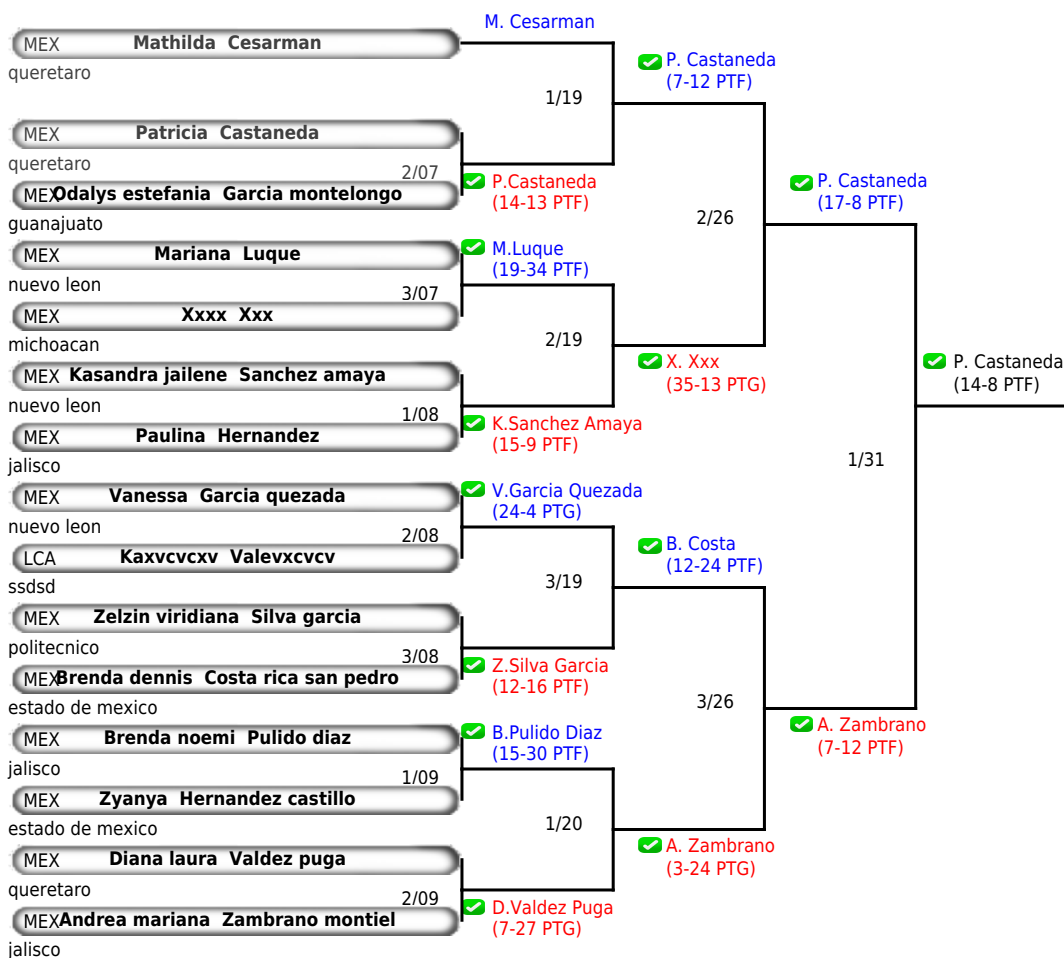 M. Cesarman
MEX Mathilda Cesarman
queretaro
P. Castaneda
(7-12 PTF)
1/19
MEX Patricia Castaneda
queretaro
2/07
P.Castaneda
(14-13 PTF)
MEX Odalys estefania Garcia montelongo
guanajuato
P. Castaneda
(17-8 PTF)
2/26
MEX Mariana Luque
nuevo leon
M.Luque
(19-34 PTF)
3/07
MEX Xxxx Xxx
michoacan
2/19
X. Xxx
(35-13 PTG)
MEX Kasandra jailene Sanchez amaya
nuevo leon
1/08
K.Sanchez Amaya
(15-9 PTF)
MEX Paulina Hernandez
jalisco
P. Castaneda
(14-8 PTF)
1/31
MEX Vanessa Garcia quezada
nuevo leon
V.Garcia Quezada
(24-4 PTG)
2/08
LCA Kaxvcvcxv Valevxcvcv
ssdsd
B. Costa
(12-24 PTF)
3/19
MEX Zelzin viridiana Silva garcia
politecnico
3/08
Z.Silva Garcia
(12-16 PTF)
MEX Brenda dennis Costa rica san pedro
estado de mexico
3/26
A. Zambrano
(7-12 PTF)
MEX Brenda noemi Pulido diaz
jalisco
B.Pulido Diaz
(15-30 PTF)
1/09
MEX Zyanya Hernandez castillo
estado de mexico
1/20
A. Zambrano
(3-24 PTG)
MEX Diana laura Valdez puga
queretaro
2/09
D.Valdez Puga
(7-27 PTG)
MEX Andrea mariana Zambrano montiel
jalisco